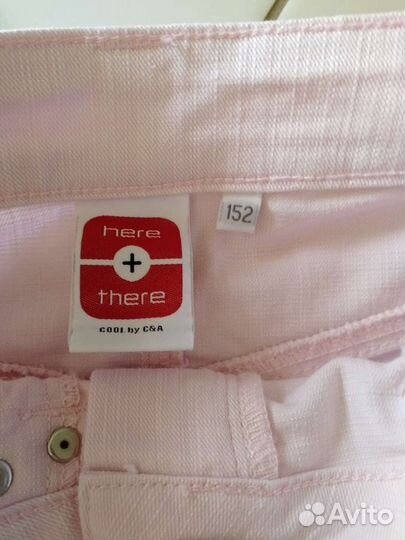 here
+
there
COOL by C&A
152
Avito